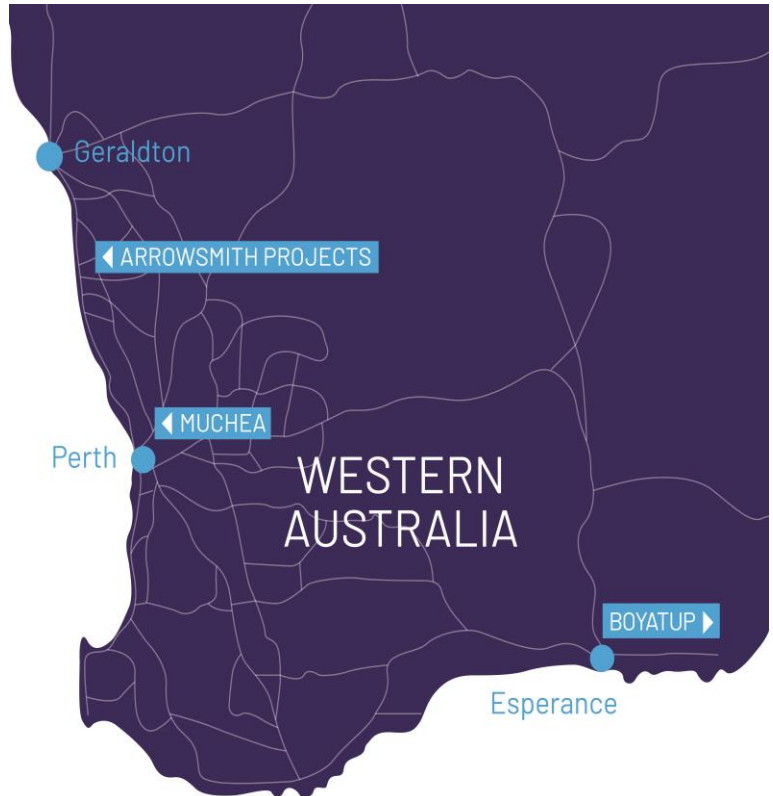 Geraldton
ARROWSMITH PROJECTS
MUCHEA
Perth
WESTERN
AUSTRALIA
BOYATUP
Esperance